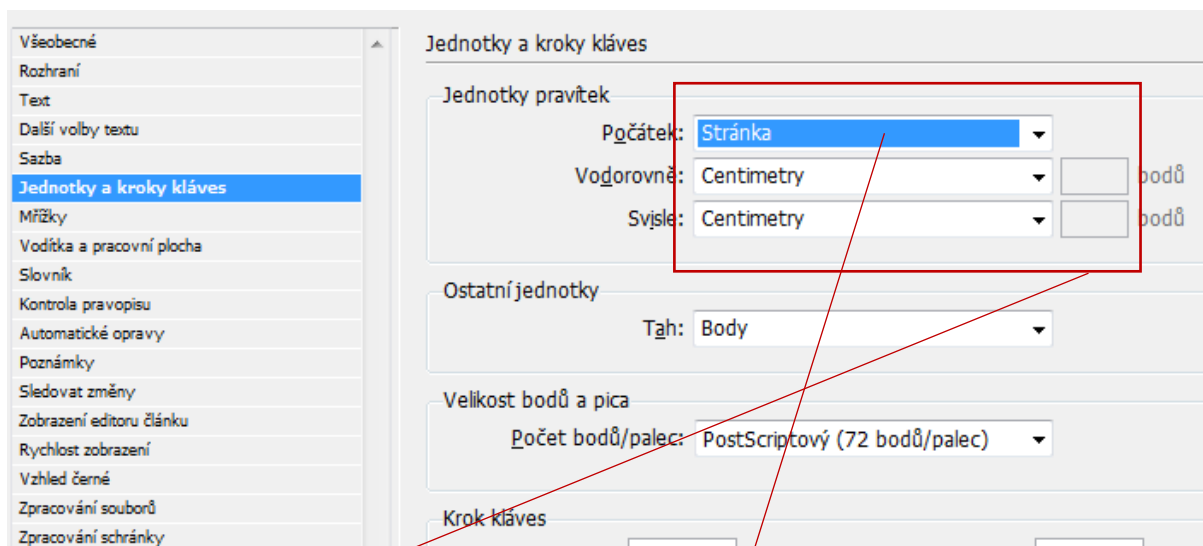 Všeobecné
Rozhraní
Text
Další volby textu
Sazba
Jednotky a kroky kláves
Mřížky
Vodítka a pracovní plocha
Slovník
Kontrola pravopisu
Automatické opravy
Poznámky
Sledovat změny
Zobrazení editoru článku
Rychlost zobrazení
Vzhled černé
Zpracování souborů
Zpracování schránky
Jednotky a kroky kláves
Jednotky pravítek
Počátek: Stránka
Vodorovně: Centimetry bodů
Svisle: Centimetry bodů
Ostatní jednotky
Tah: Body
Velikost bodů a pica
Počet bodů/palec: PostScriptový (72 bodů/palec)
Krok kláves